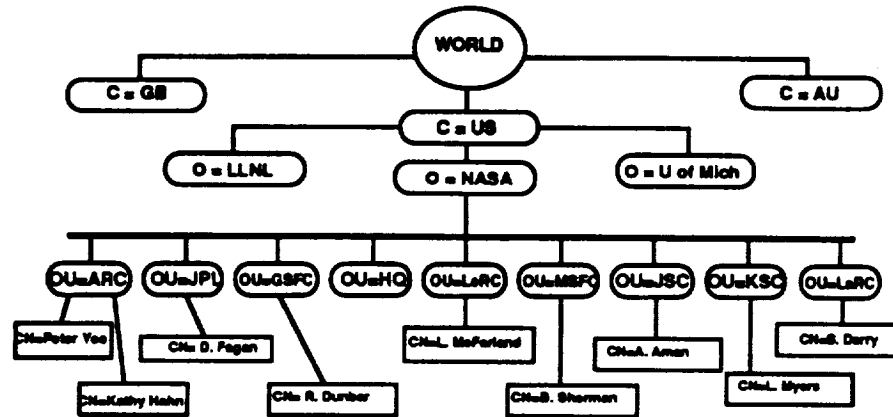 WORLD
C = GB
C = AU
C = US
O = LLNL
O = NASA
O = U of Mich
OU=ARC
OU=JPL
OU=GSFC
OU=HQ
OU=LeRC
OU=MSFC
OU=JSC
OU=KSC
OU=LaRC
CN=Peter Yee
CN= D. Fagan
CN=L. McFarland
CN=A. Aman
CN=S. Derry
CN=Kathy Hahn
CN= R. Dunbar
CN=B. Sherman
CN=L. Myers